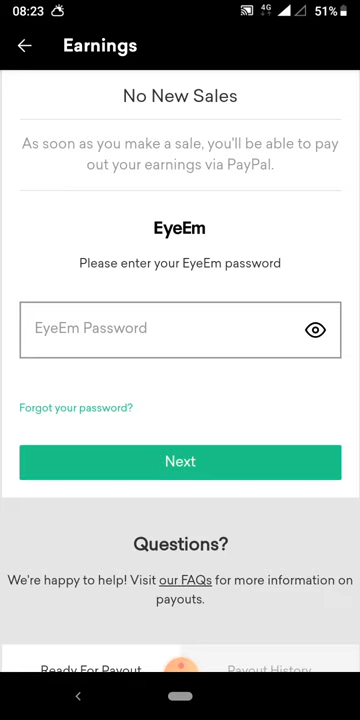 08:23
4G
51%
Earnings
No New Sales
As soon as you make a sale, you'll be able to pay
out your earnings via PayPal.
EyeEm
Please enter your EyeEm password
EyeEm Password
Forgot your password?
Next
Questions?
We're happy to help! Visit our FAQs for more information on
payouts.
Ready For Payout
Payout History